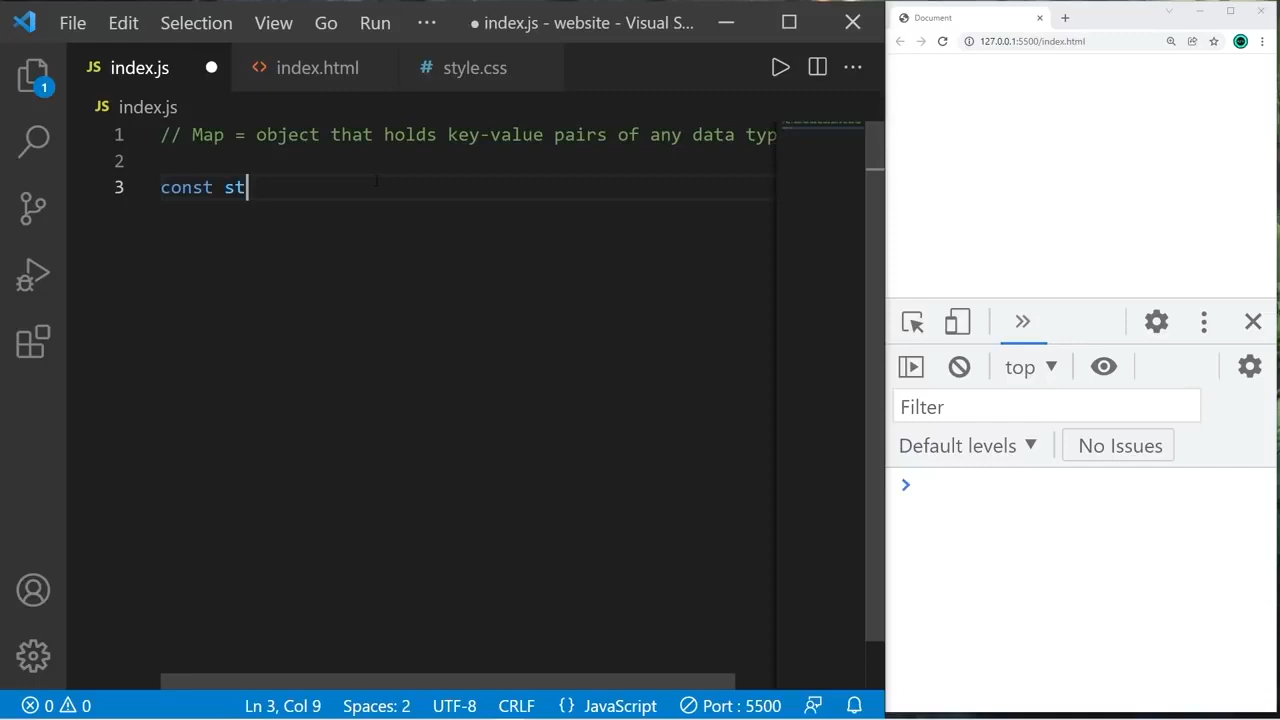 File Edit Selection View Go Run ··· ● index.js - website - Visual S...
JS index.js ● <> index.html # style.css ···
JS index.js
1 // Map = object that holds key-value pairs of any data typ
2
3 const st
1
⊗ 0 ⚠ 0 Ln 3, Col 9 Spaces: 2 UTF-8 CRLF {} JavaScript Port : 5500
Document
127.0.0.1:5500/index.html
»
top ▼
Filter
Default levels ▼ No Issues
>